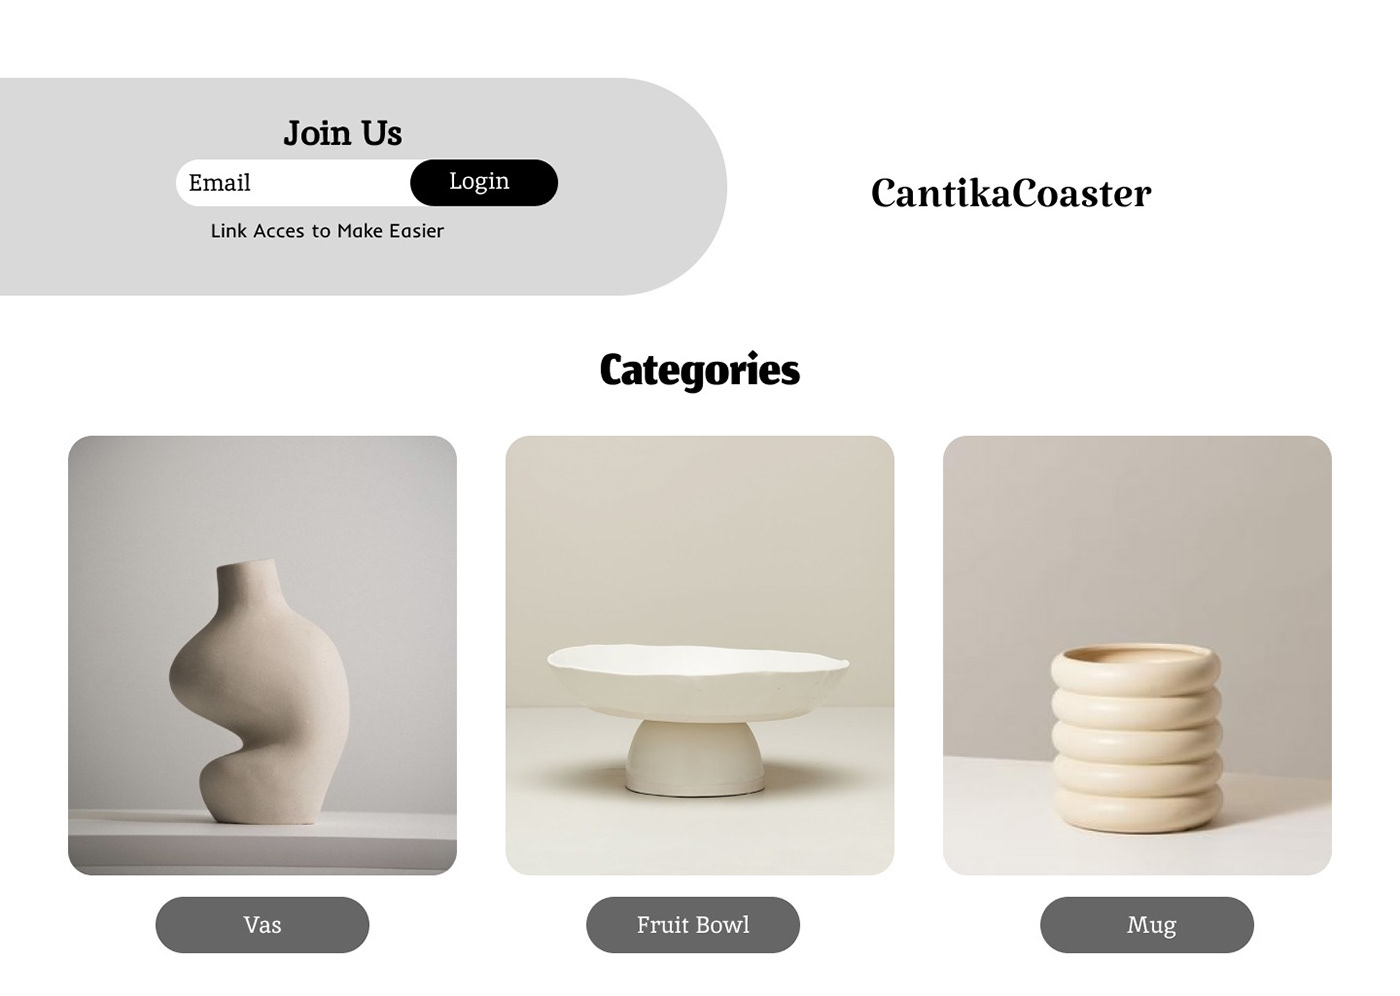 Join Us
Email
Login
Link Acces to Make Easier
CantikaCoaster
Categories
Vas
Fruit Bowl
Mug